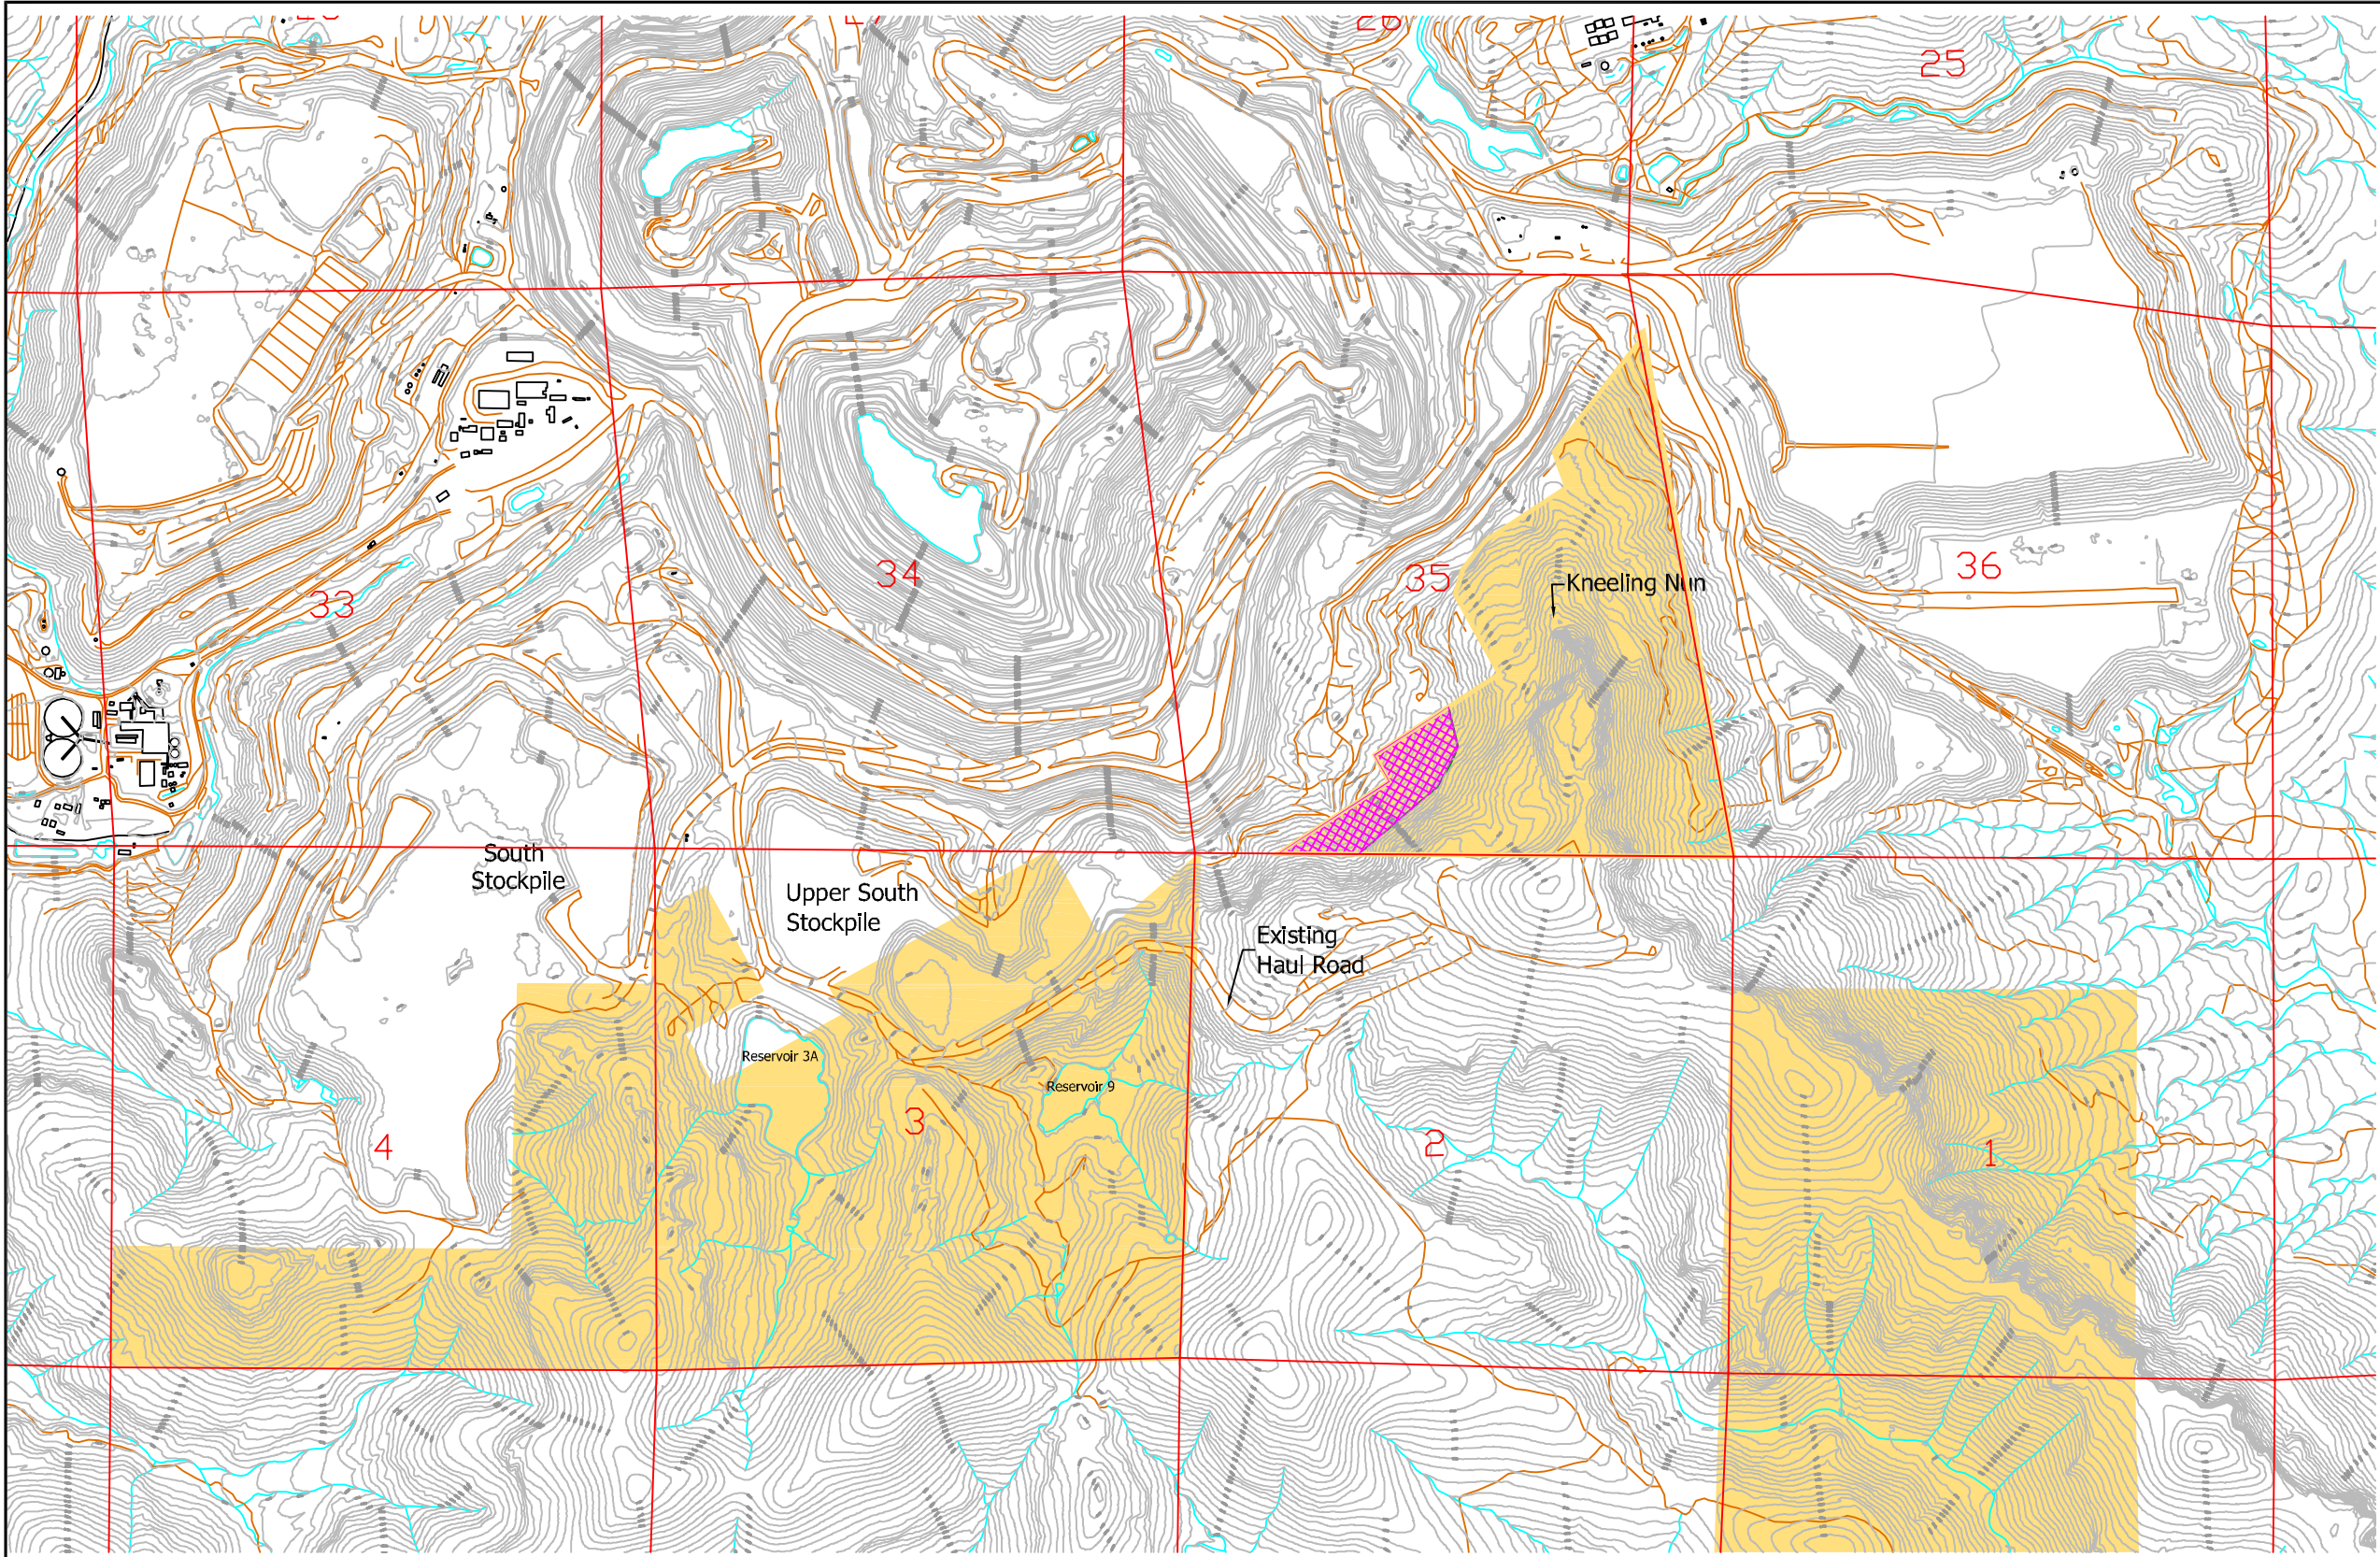 25
34
35
36
33
Kneeling Nun
South
Stockpile
Upper South
Stockpile
Existing
Haul Road
Reservoir 3A
Reservoir 9
4
3
2
1